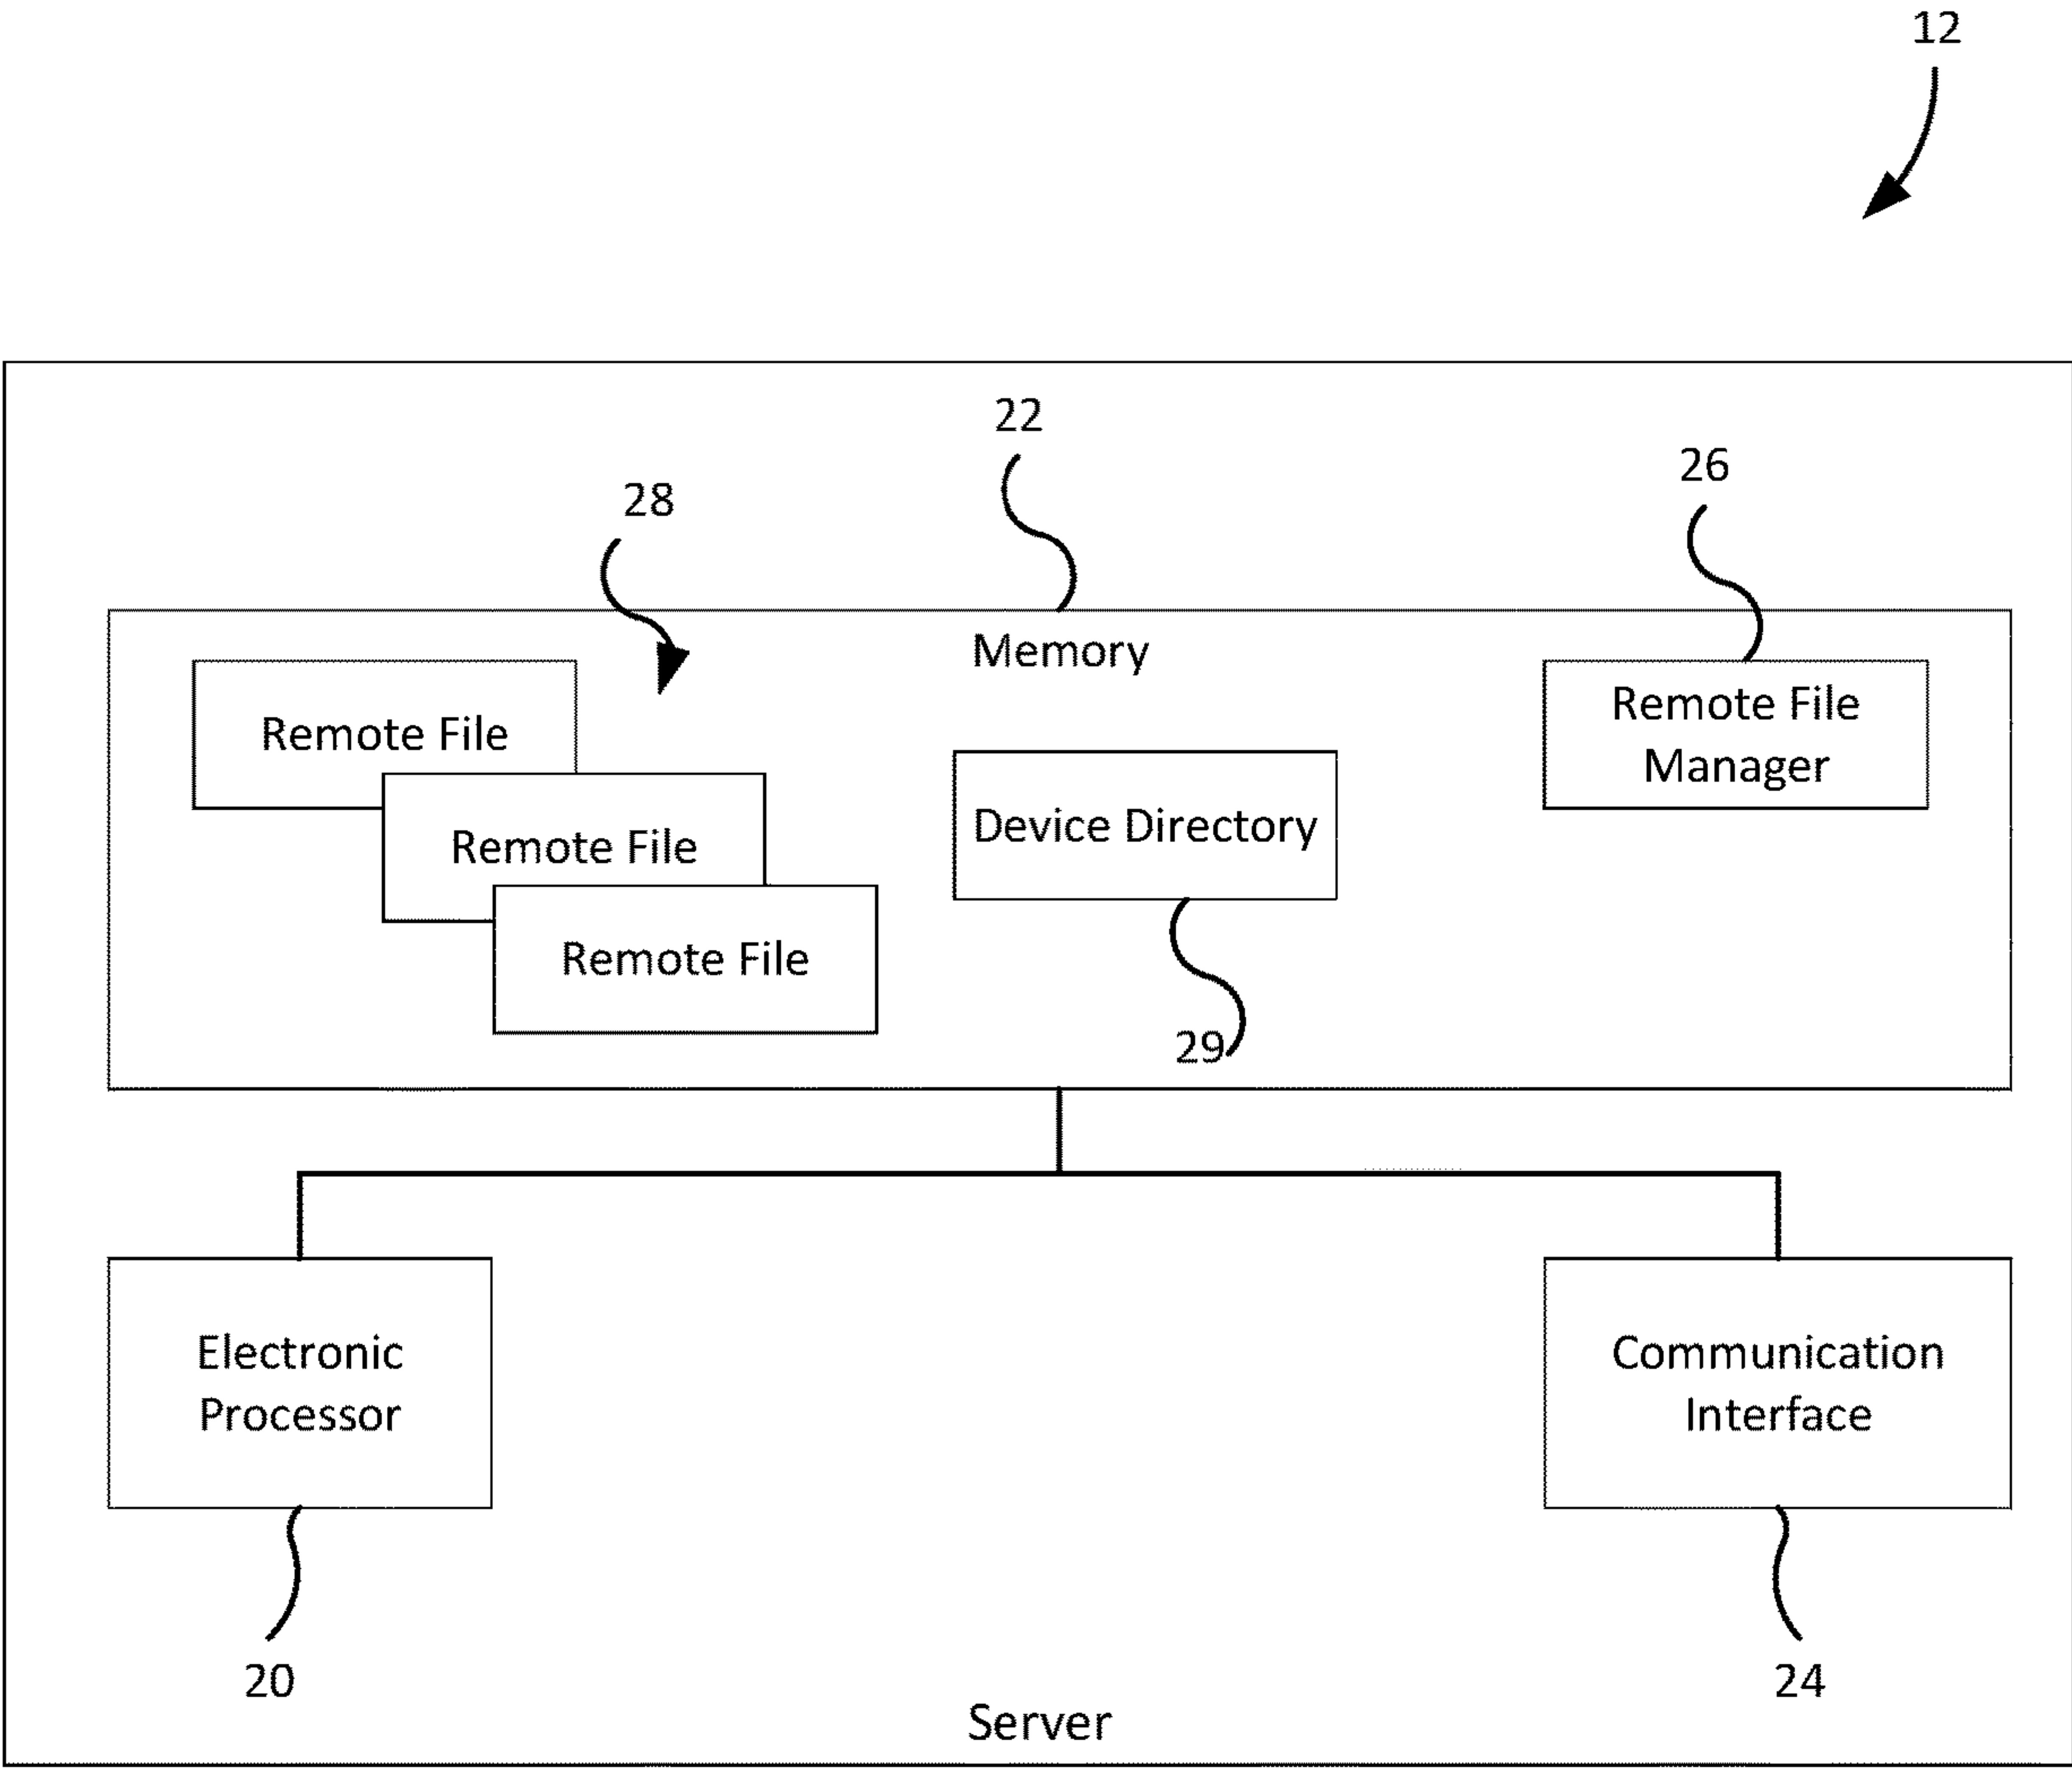 12
22
26
28
Memory
Remote File
Manager
Remote File
Device Directory
Remote File
Remote File
29
Electronic
Processor
Communication
Interface
20
24
Server